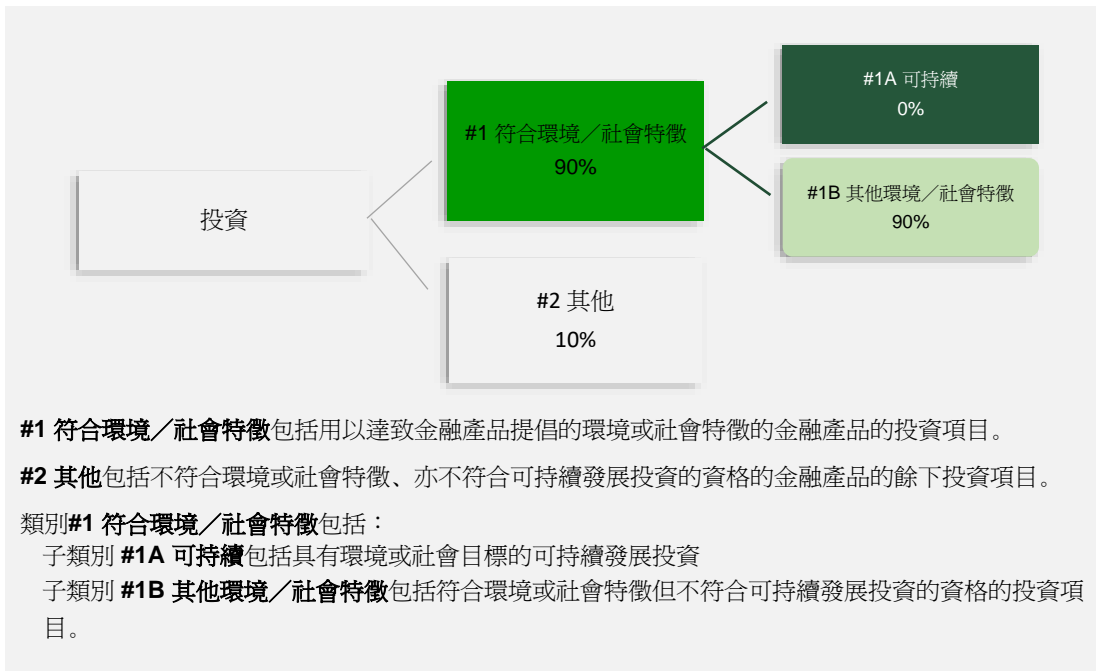 #1A 可持續
0%
#1 符合環境／社會特徵
90%
#1B 其他環境／社會特徵
90%
投資
#2 其他
10%
#1 符合環境／社會特徵包括用以達致金融產品提倡的環境或社會特徵的金融產品的投資項目。
#2 其他包括不符合環境或社會特徵、亦不符合可持續發展投資的資格的金融產品的餘下投資項目。
類別#1 符合環境／社會特徵包括：
子類別 #1A 可持續包括具有環境或社會目標的可持續發展投資
子類別 #1B 其他環境／社會特徵包括符合環境或社會特徵但不符合可持續發展投資的資格的投資項
目。